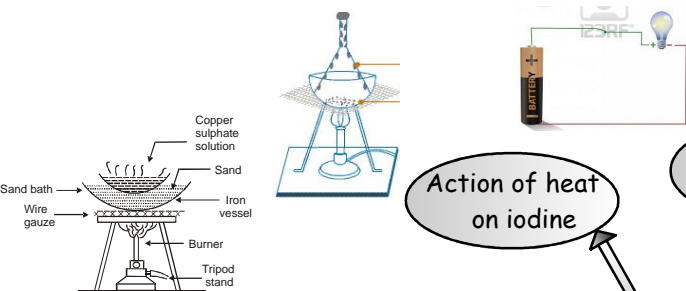 Copper
sulphate
solution
Sand
Sand bath
Iron
vessel
Wire
gauze
Burner
Tripod
stand
123RF
+
BATTERY
+ -
Action of heat
on iodine